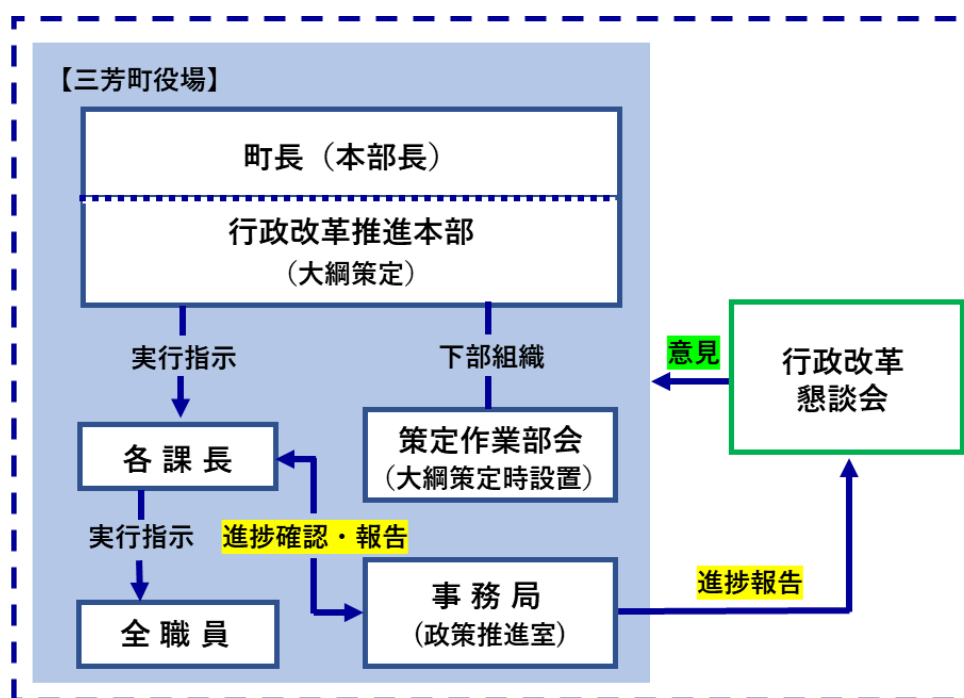 【三芳町役場】
町長（本部長）
行政改革推進本部
（大綱策定）
実行指示
下部組織
意見
行政改革
懇談会
各 課 長
策定作業部会
（大綱策定時設置）
実行指示
進捗確認・報告
事 務 局
（政策推進室）
進捗報告
全 職 員